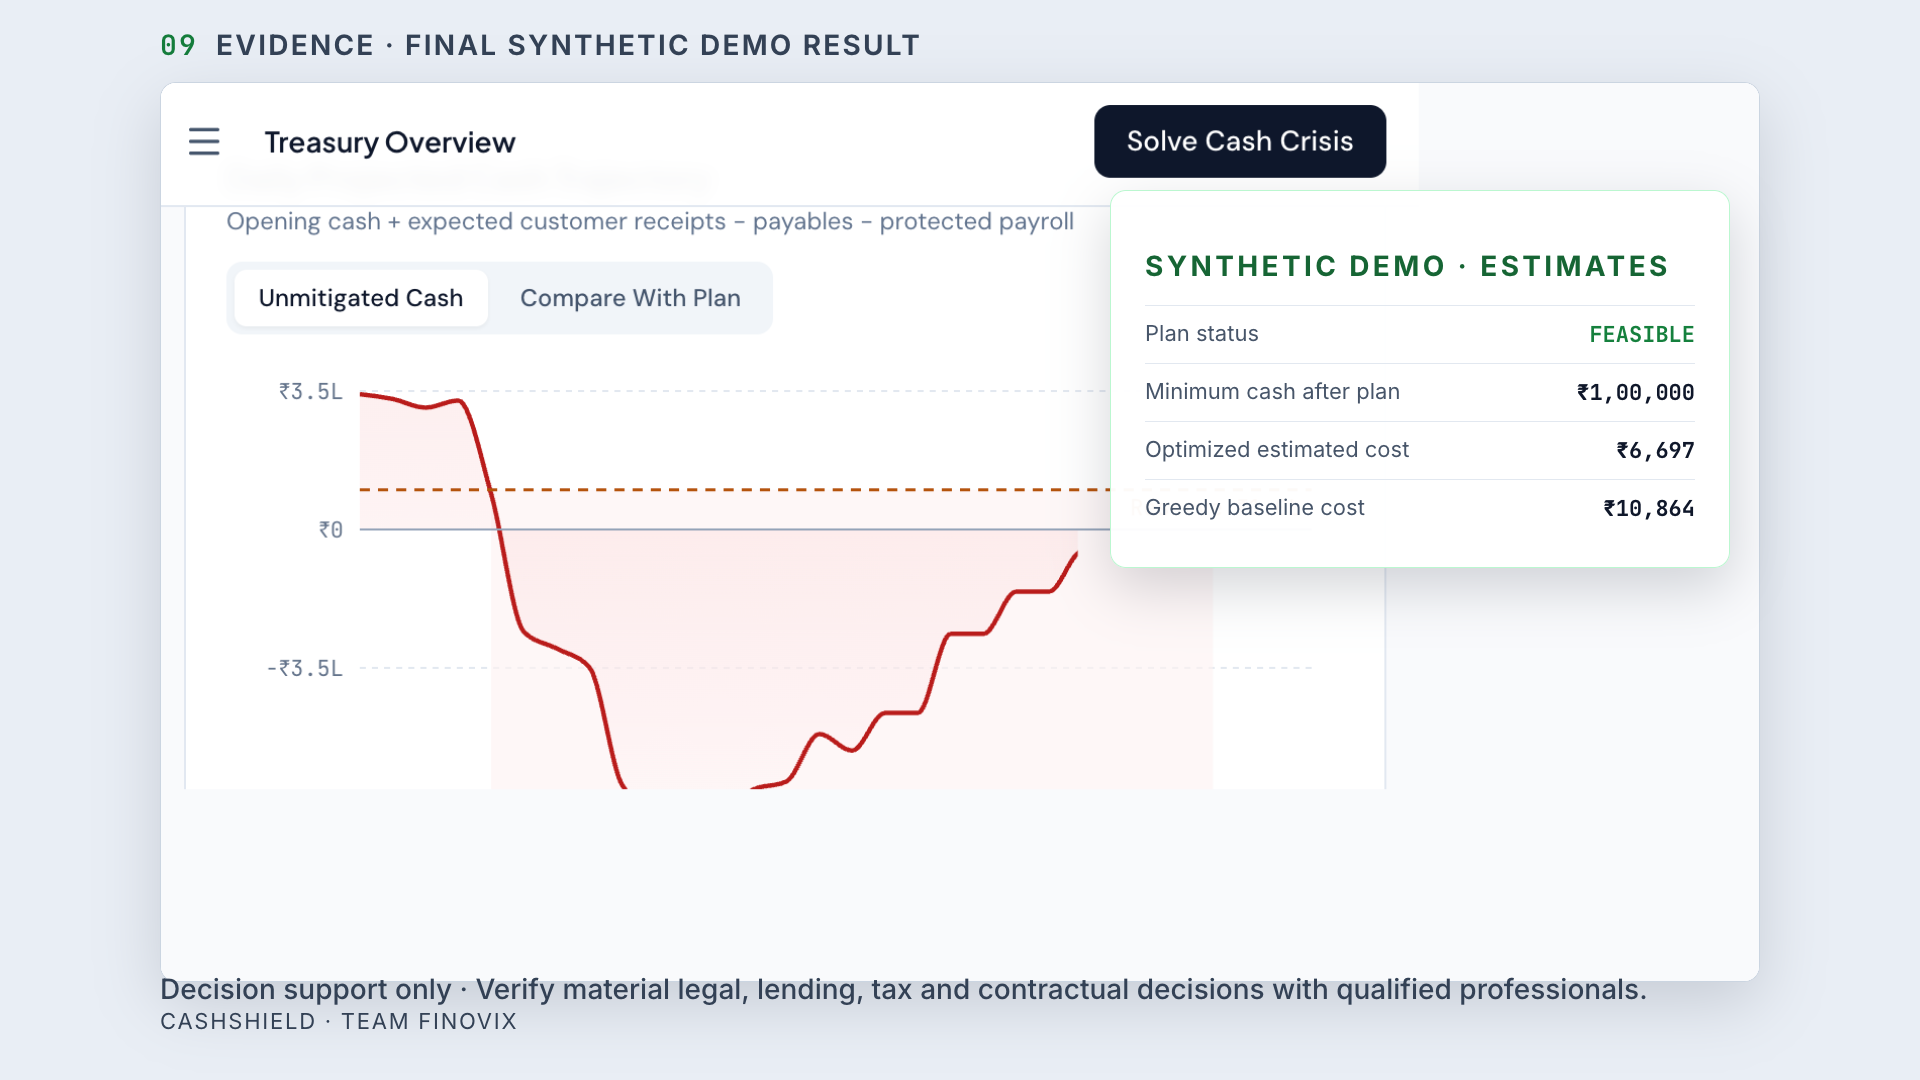 09 EVIDENCE · FINAL SYNTHETIC DEMO RESULT
Treasury Overview
Solve Cash Crisis
Opening cash + expected customer receipts - payables - protected payroll
Unmitigated Cash
Compare With Plan
₹3.5L
₹0
-₹3.5L
SYNTHETIC DEMO · ESTIMATES
Plan status FEASIBLE
Minimum cash after plan ₹1,00,000
Optimized estimated cost ₹6,697
Greedy baseline cost ₹10,864
Decision support only · Verify material legal, lending, tax and contractual decisions with qualified professionals.
CASHSHIELD · TEAM FINOVIX